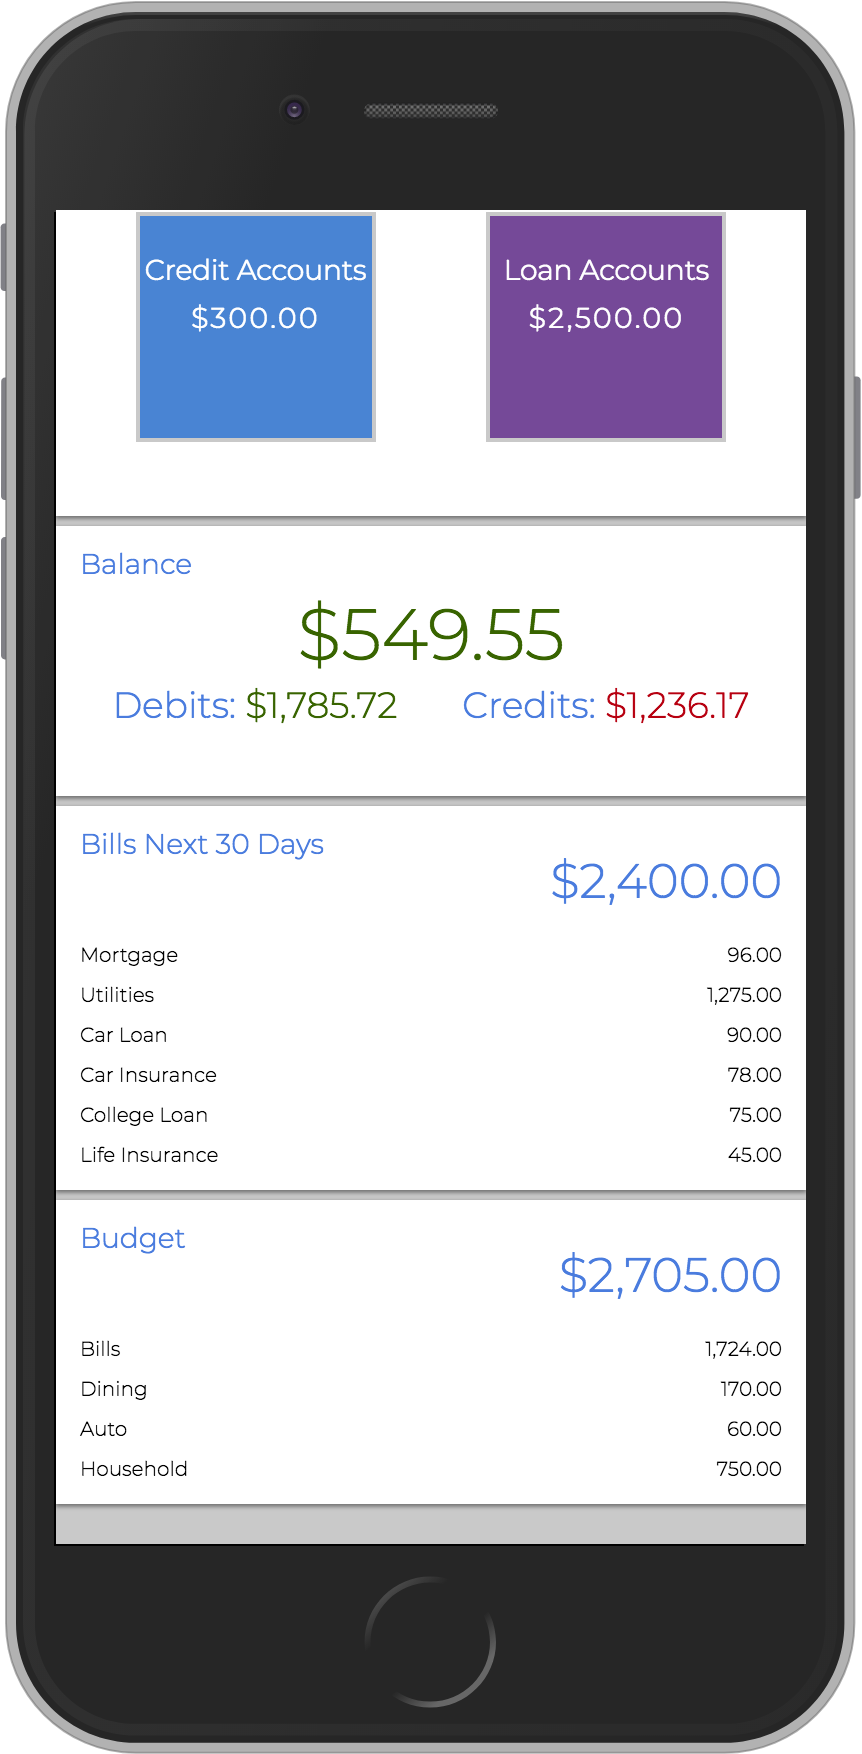 Credit Accounts
$300.00
Loan Accounts
$2,500.00
Balance
$549.55
Debits: $1,785.72 Credits: $1,236.17
Bills Next 30 Days
$2,400.00
Mortgage 96.00
Utilities 1,275.00
Car Loan 90.00
Car Insurance 78.00
College Loan 75.00
Life Insurance 45.00
Budget
$2,705.00
Bills 1,724.00
Dining 170.00
Auto 60.00
Household 750.00